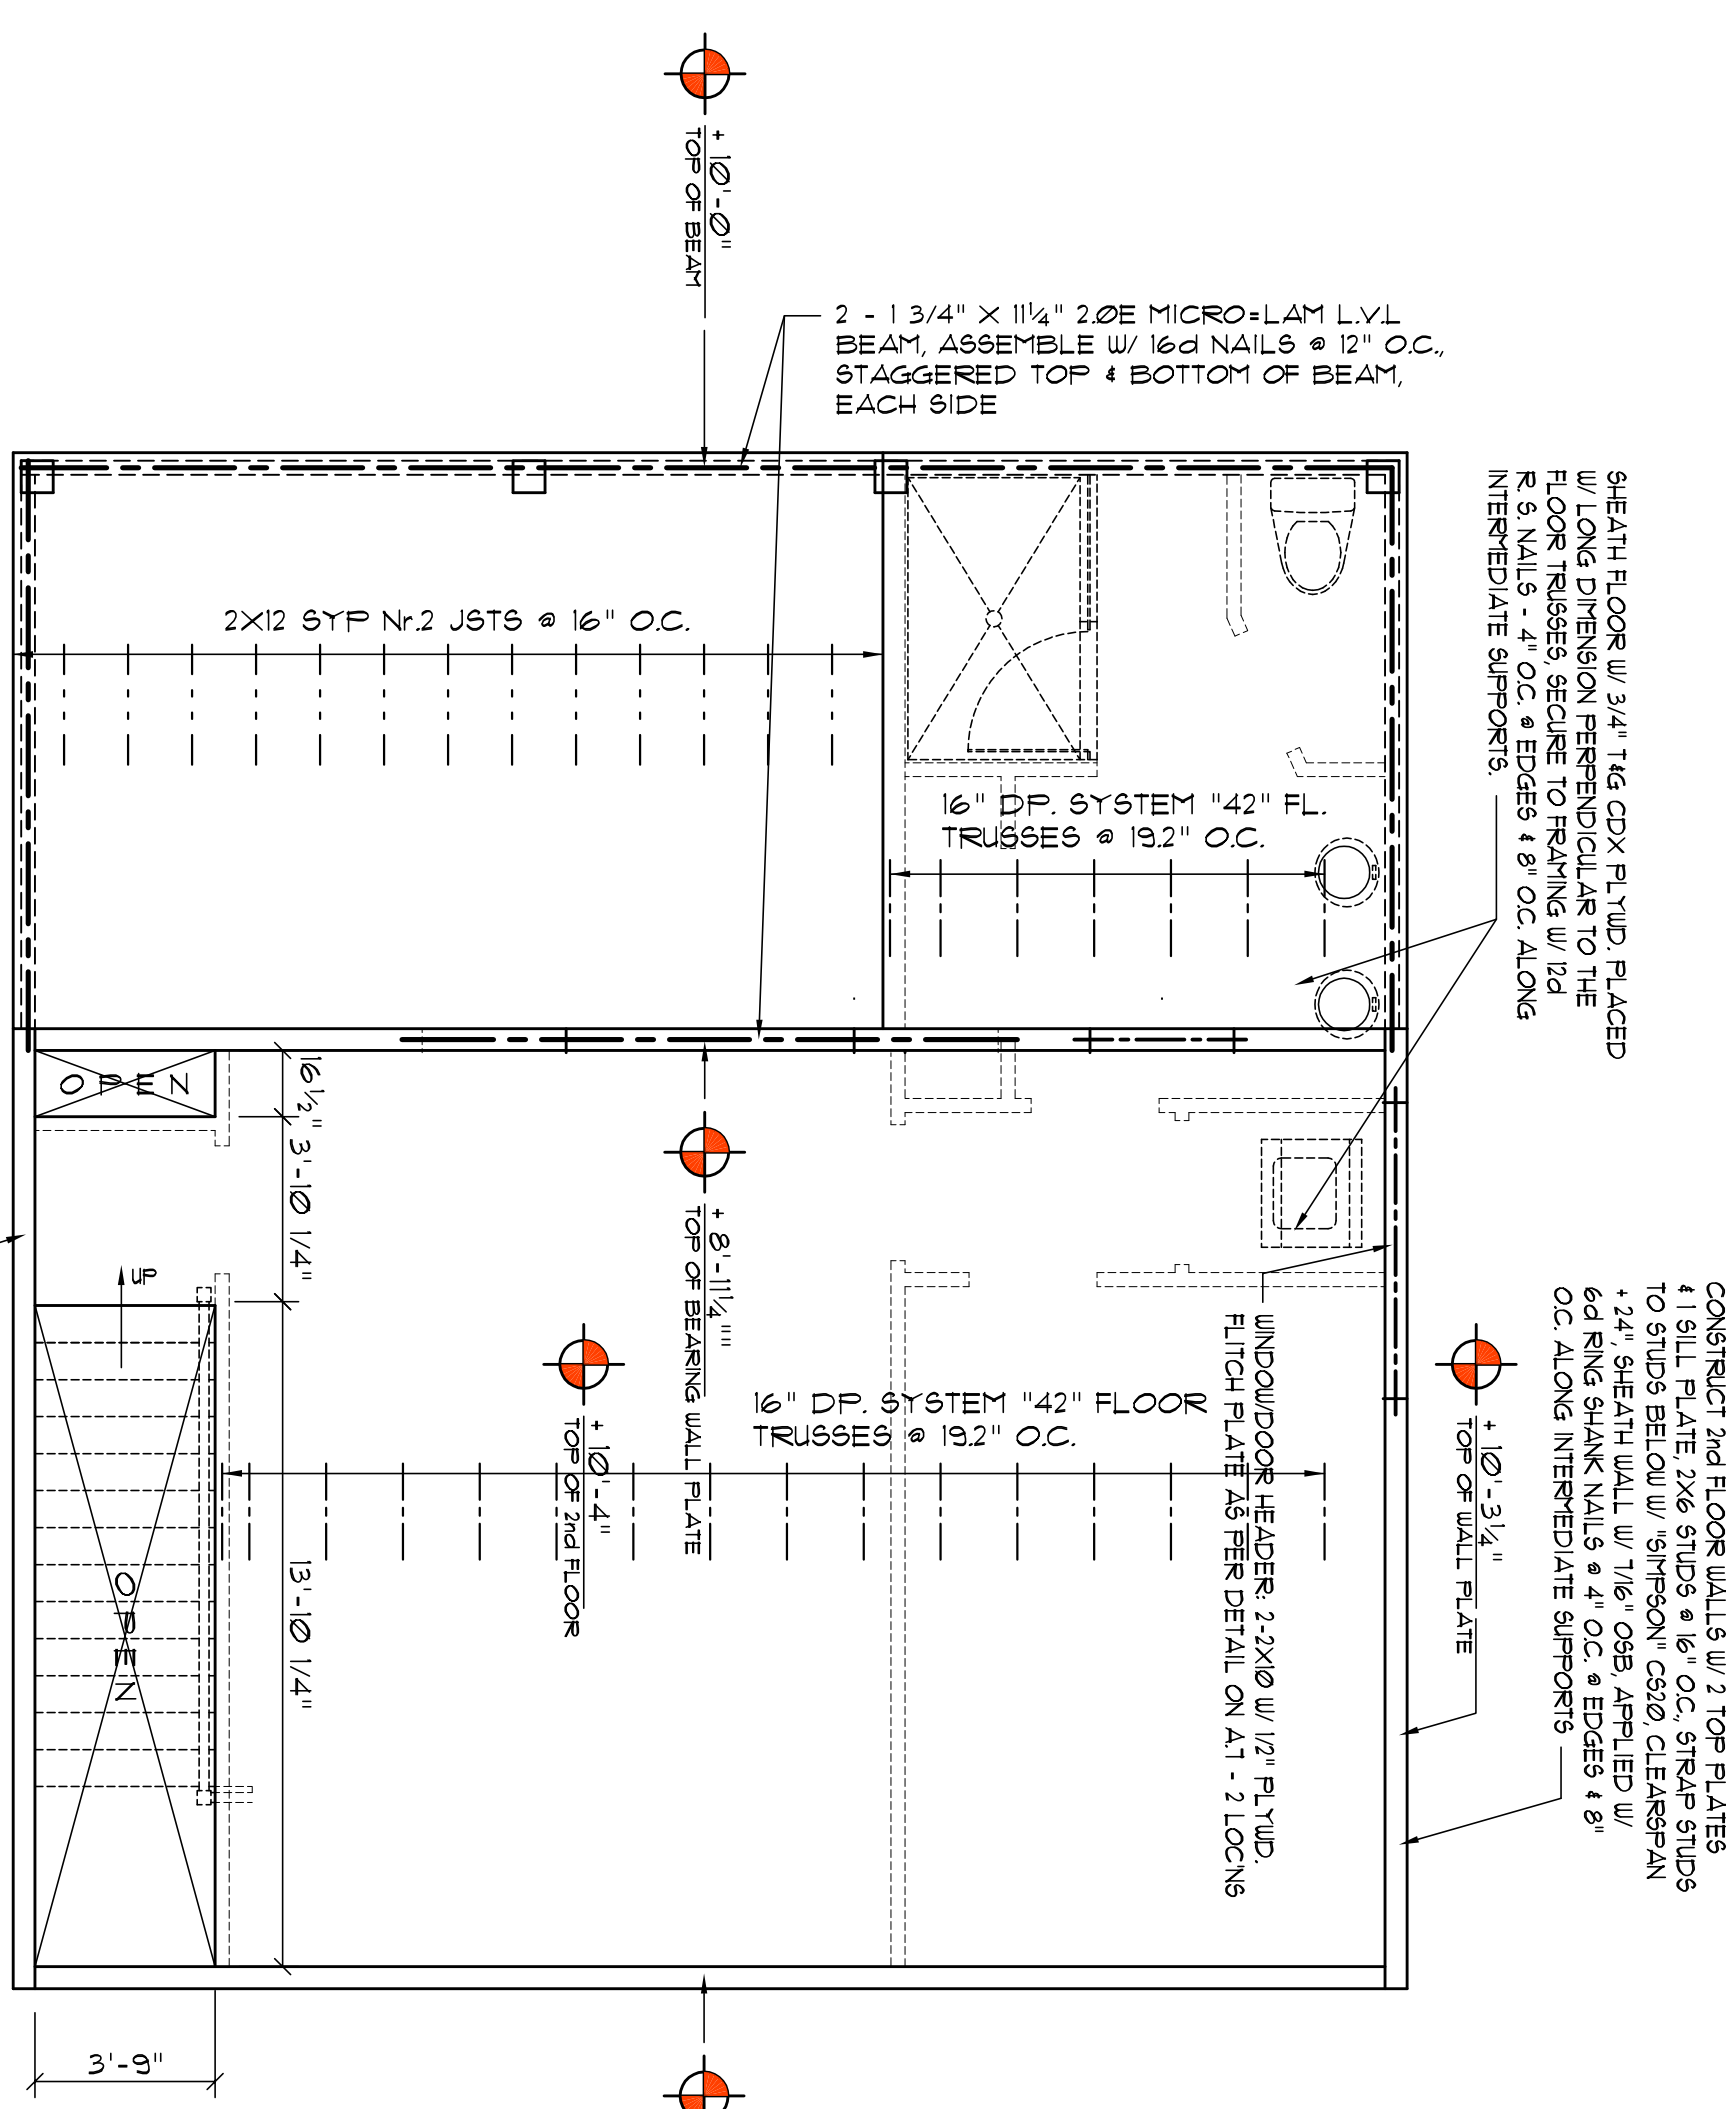 + 10'-0"
TOP OF BEAM
2 - 1 3/4" X 11 1/4" 2.0E MICRO=LAM L.V.L
BEAM, ASSEMBLE W/ 16d NAILS @ 12" O.C.,
STAGGERED TOP & BOTTOM OF BEAM,
EACH SIDE
SHEATH FLOOR W/ 3/4" T&G CDX PLYWD. PLACED
W/ LONG DIMENSION PERPENDICULAR TO THE
FLOOR TRUSSES, SECURE TO FRAMING W/ 12d
R. S. NAILS - 4" O.C. @ EDGES & 8" O.C. ALONG
INTERMEDIATE SUPPORTS.
2X12 SYP Nr.2 JSTS @ 16" O.C.
16" DP. SYSTEM "42" FL.
TRUSSES @ 19.2" O.C.
OPEN
16 1/2"
3'-10 1/4"
UP
+ 8'-11 1/4""
TOP OF BEARING WALL PLATE
+ 10'-4"
TOP OF 2nd FLOOR
16" DP. SYSTEM "42" FLOOR
TRUSSES @ 19.2" O.C.
WINDOW/DOOR HEADER: 2-2X10 W/ 1/2" PLYWD.
FLITCH PLATE AS PER DETAIL ON A.7 - 2 LOC'NS
+ 10'-3 1/4"
TOP OF WALL PLATE
CONSTRUCT 2nd FLOOR WALLS W/ 2 TOP PLATES
& 1 SILL PLATE, 2X6 STUDS @ 16" O.C., STRAP STUDS
TO STUDS BELOW W/ "SIMPSON" CS20, CLEARSPAN
+ 24", SHEATH WALL W/ 7/16" OSB, APPLIED W/
6d RING SHANK NAILS @ 4" O.C. @ EDGES & 8"
O.C. ALONG INTERMEDIATE SUPPORTS
OPEN
13'-10 1/4"
3'-9"